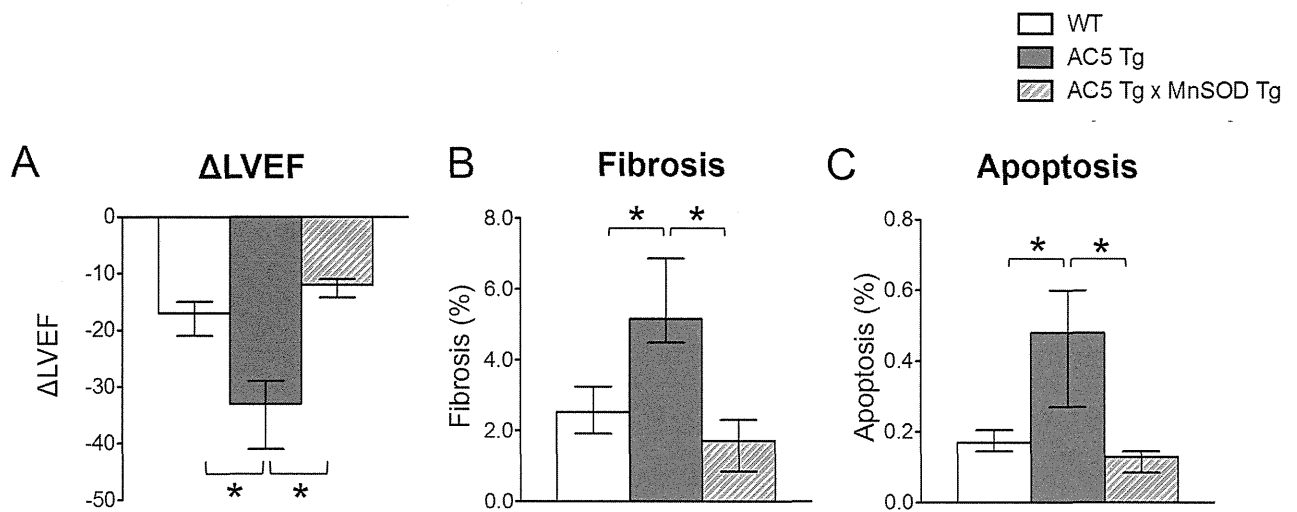 WT
AC5 Tg
AC5 Tg x MnSOD Tg
A
ΔLVEF
0
-10
-20
-30
-40
-50
ΔLVEF
* *
B
Fibrosis
8.0
6.0
4.0
2.0
0.0
Fibrosis (%)
* *
C
Apoptosis
0.8
0.6
0.4
0.2
0.0
Apoptosis (%)
* *